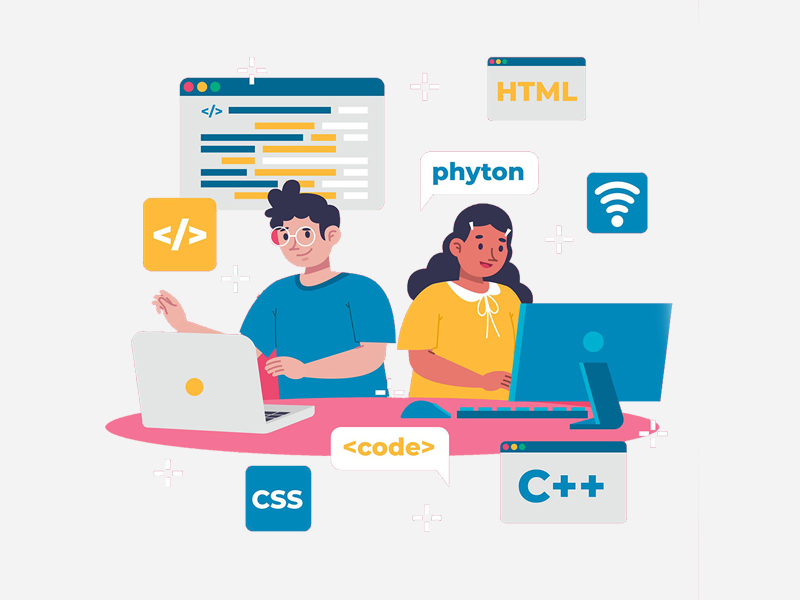 HTML
</>
phyton
</>
<code>
CSS
C++